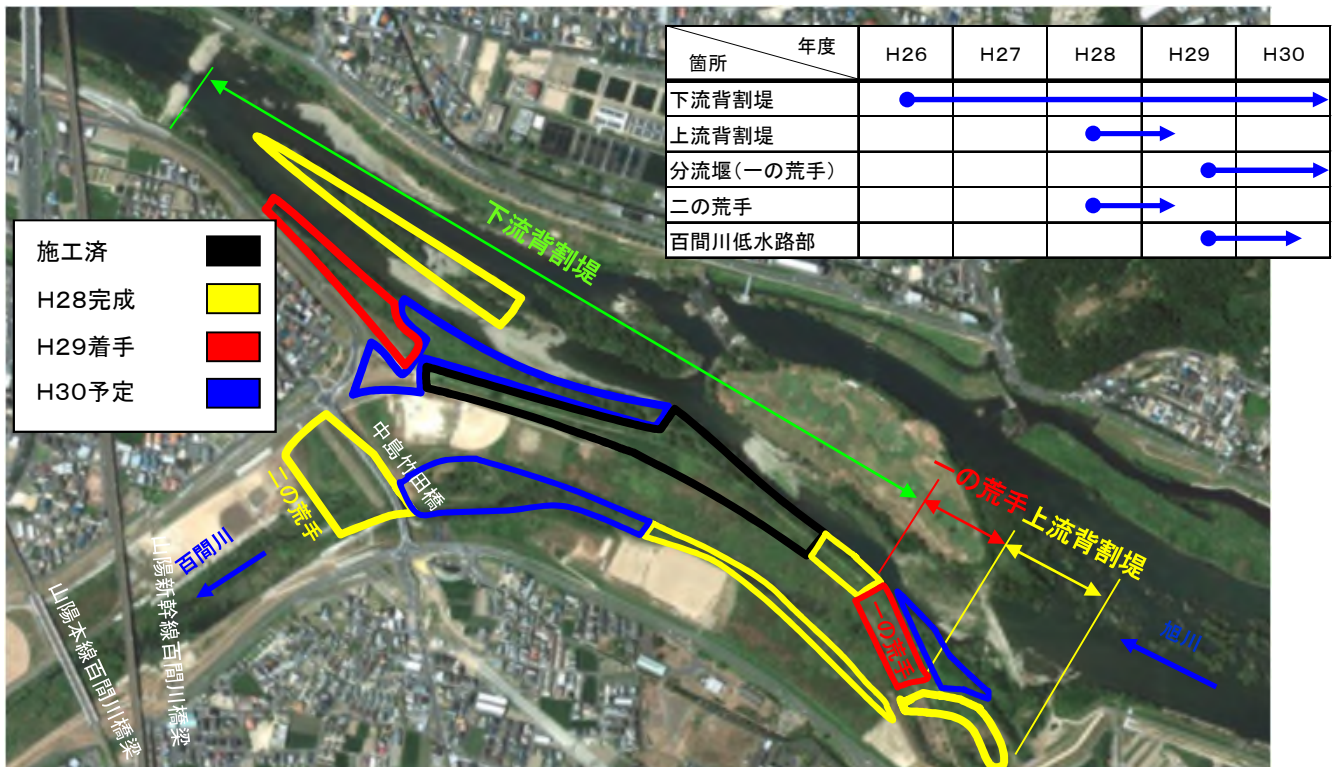 年度
箇所
H26 H27 H28 H29 H30
下流背割堤
上流背割堤
分流堰(一の荒手)
二の荒手
百間川低水路部
施工済
H28完成
H29着手
H30予定
下流背割堤
一の荒手
上流背割堤
中島竹田橋
二の荒手
百間川
山陽新幹線百間川橋梁
山陽本線百間川橋梁
一の荒手
旭川